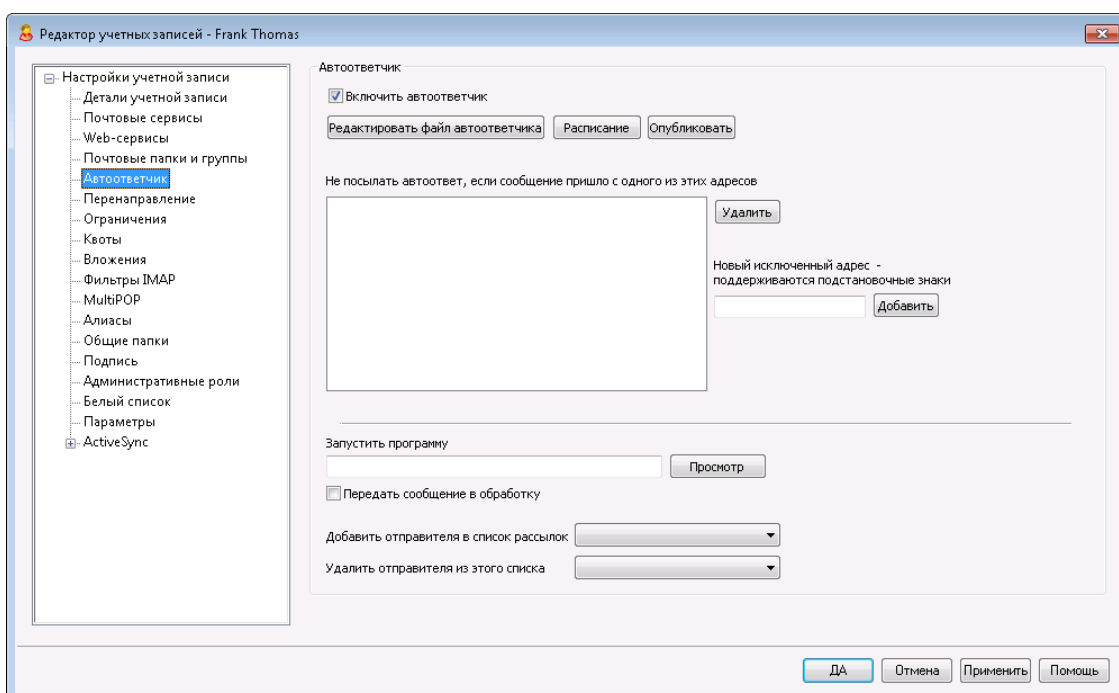 Редактор учетных записей - Frank Thomas
Настройки учетной записи
Детали учетной записи
Почтовые сервисы
Web-сервисы
Почтовые папки и группы
Автоответчик
Перенаправление
Ограничения
Квоты
Вложения
Фильтры IMAP
MultiPOP
Алиасы
Общие папки
Подпись
Административные роли
Белый список
Параметры
ActiveSync
Автоответчик
Включить автоответчик
Редактировать файл автоответчика Расписание Опубликовать
Не посылать автоответ, если сообщение пришло с одного из этих адресов
Удалить
Новый исключенный адрес -
поддерживаются подстановочные знаки
Добавить
Запустить программу
Просмотр
Передать сообщение в обработку
Добавить отправителя в список рассылок
Удалить отправителя из этого списка
ДА Отмена Применить Помощь